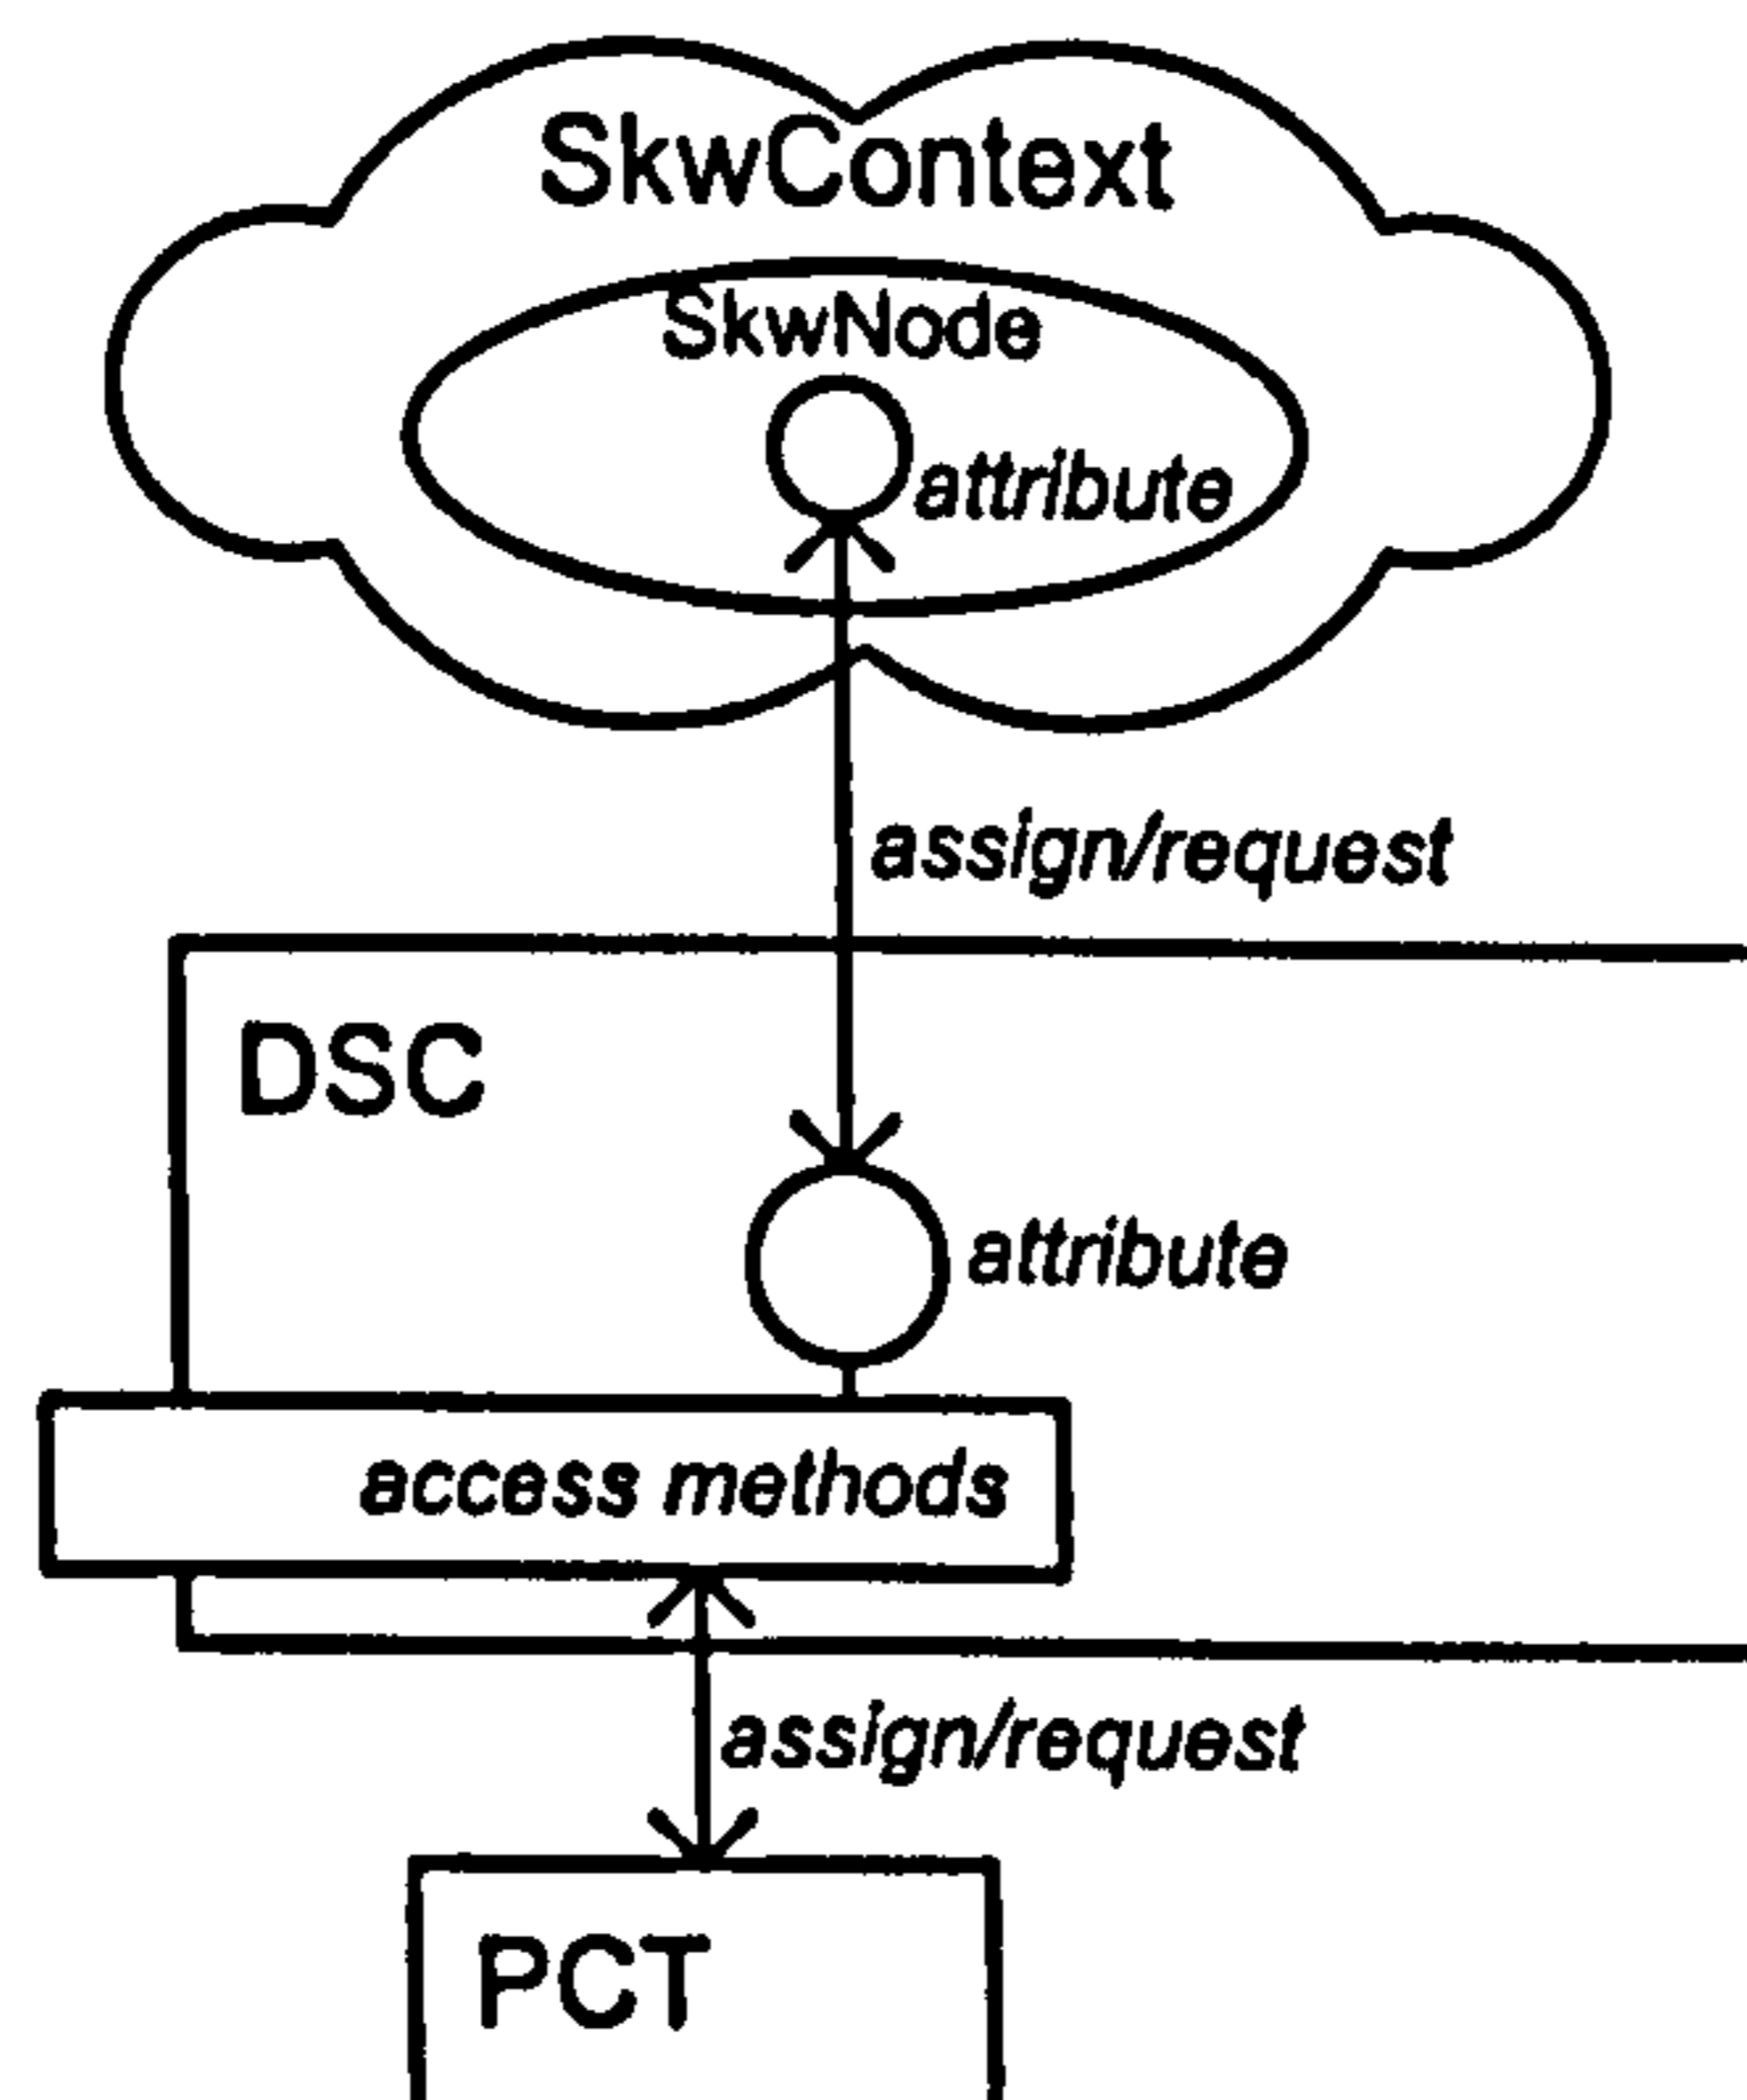 SkwContext
SkwNode
attribute
assign/request
DSC
attribute
access methods
assign/request
PCT